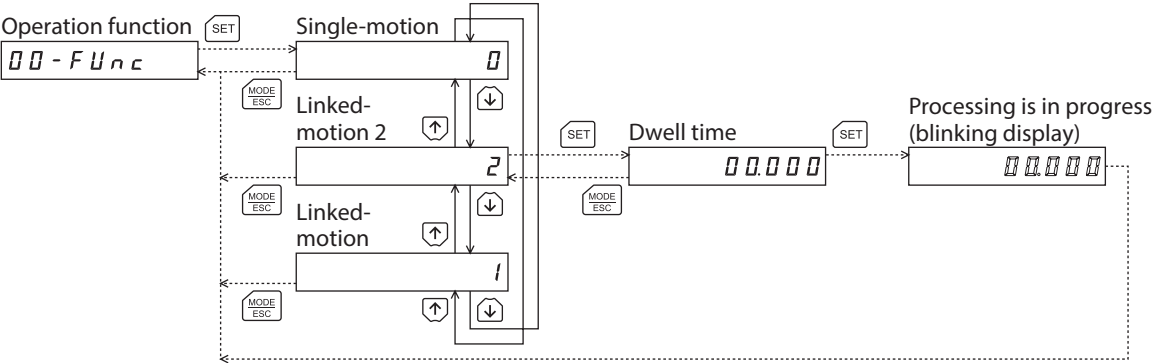 Operation function
SET
Single-motion
00-FUnc
0
MODE
ESC
Linked-
motion 2
2
SET
Dwell time
00.000
SET
Processing is in progress
(blinking display)
00.000
MODE
ESC
MODE
ESC
Linked-
motion
1
MODE
ESC